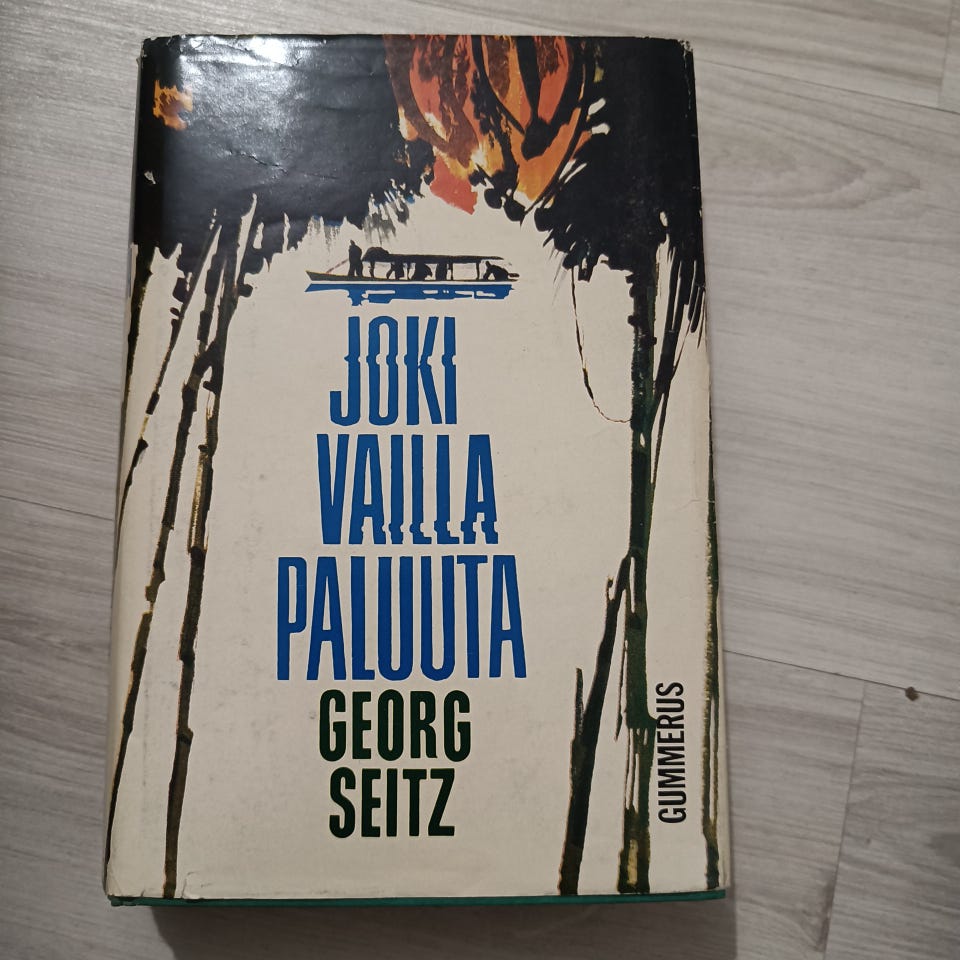 JOKI
VAILLA
PALUUTA
GEORG
SEITZ
GUMMERUS